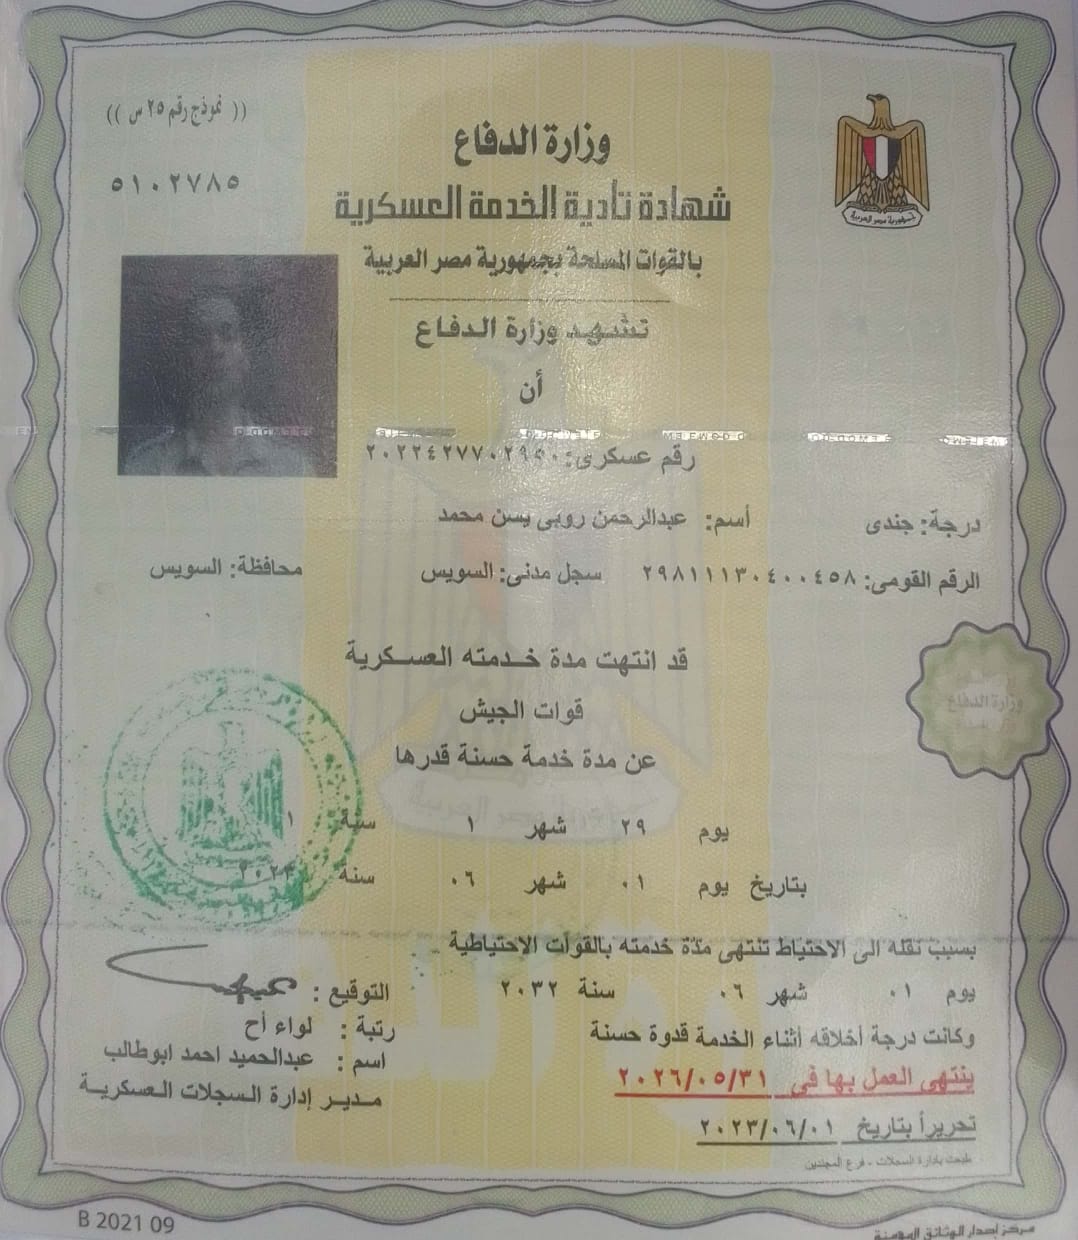 (( نموذج رقم ٢٥ س ))
٥١٠٢٧٨٥
وزارة الدفاع
شهادة تأدية الخدمة العسكرية
بالقوات المسلحة بجمهورية مصر العربية
جمهورية مصر العربية
تشهد وزارة الدفاع
أن
رقم عسكرى:
درجة: جندى أسم: عبدالرحمن روبى يسن محمد
الرقم القومى: ٢٩٨١١١٣٠٤٠٠٤٥٨ سجل مدنى: السويس محافظة: السويس
قد انتهت مدة خدمته العسكرية
قوات الجيش
وزارة الدفاع
عن مدة خدمة حسنة قدرها
يوم ٢٩ شهر ١ سنة ١
بتاريخ يوم ٠١ شهر ٠٦ سنة
بسبب نقله الى الاحتياط تنتهى مدة خدمته بالقوات الاحتياطية
يوم ٠١ شهر ٠٦ سنة ٢٠٣٢
وكانت درجة أخلاقه أثناء الخدمة قدوة حسنة
ينتهى العمل بها فى ٢٠٢٦/٠٥/٣١
تحريراً بتاريخ ٢٠٢٣/٠٦/٠١
طبعت بادارة السجلات - فرع المجندين
التوقيع :
رتبة : لواء أح
اسم : عبدالحميد احمد ابوطالب
مدير إدارة السجلات العسكرية
B 2021 09
مركز إصدار الوثائق المؤمنة